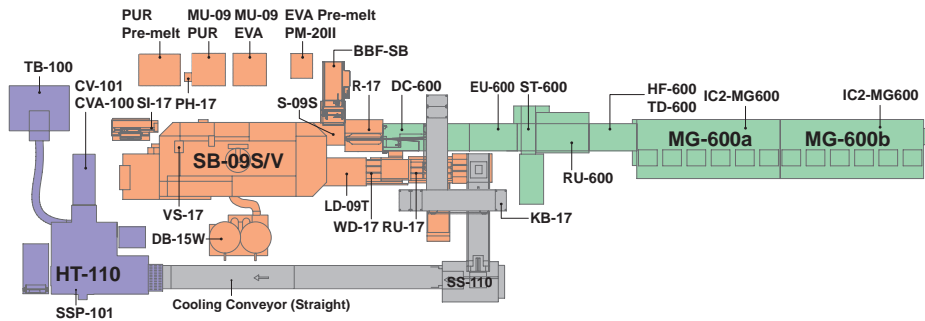 PUR
Pre-melt
MU-09
PUR
MU-09
EVA
EVA Pre-melt
PM-20II
BBF-SB
TB-100
CV-101
CVA-100
SI-17
PH-17
S-09S
R-17
DC-600
EU-600
ST-600
HF-600
TD-600
IC2-MG600
IC2-MG600
MG-600a
MG-600b
SB-09S/V
RU-600
VS-17
LD-09T
WD-17
RU-17
KB-17
DB-15W
HT-110
SS-110
SSP-101
Cooling Conveyor (Straight)